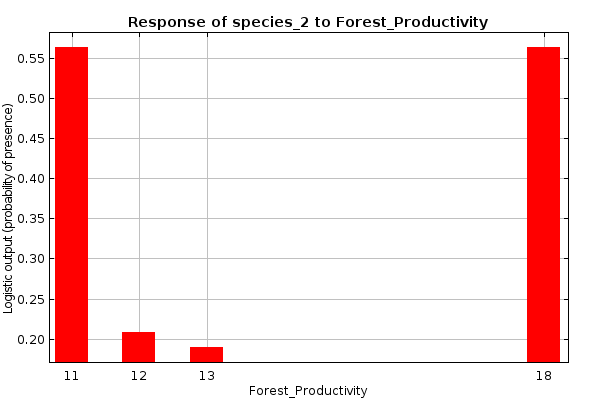 Response of species_2 to Forest_Productivity
Logistic output (probability of presence)
0.55
0.50
0.45
0.40
0.35
0.30
0.25
0.20
11 12 13 18
Forest_Productivity